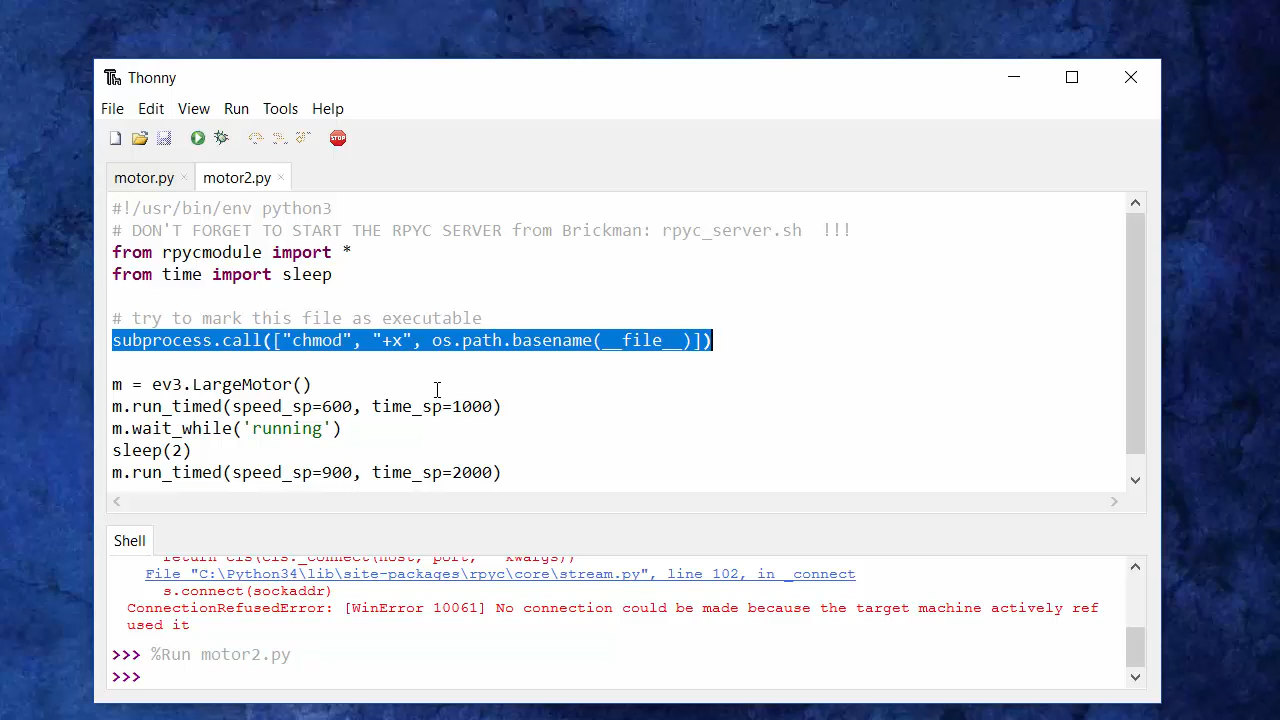 Thonny
File Edit View Run Tools Help
STOP
motor.py × motor2.py ×
#!/usr/bin/env python3
# DON'T FORGET TO START THE RPYC SERVER from Brickman: rpyc_server.sh  !!!
from rpycmodule import *
from time import sleep
# try to mark this file as executable
subprocess.call(["chmod", "+x", os.path.basename(__file__)])
m = ev3.LargeMotor()
m.run_timed(speed_sp=600, time_sp=1000)
m.wait_while('running')
sleep(2)
m.run_timed(speed_sp=900, time_sp=2000)
Shell
return cls(cls._connect(host, port, **kwargs))
File "C:\Python34\lib\site-packages\rpyc\core\stream.py", line 102, in _connect
s.connect(sockaddr)
ConnectionRefusedError: [WinError 10061] No connection could be made because the target machine actively ref
used it
>>> %Run motor2.py
>>>